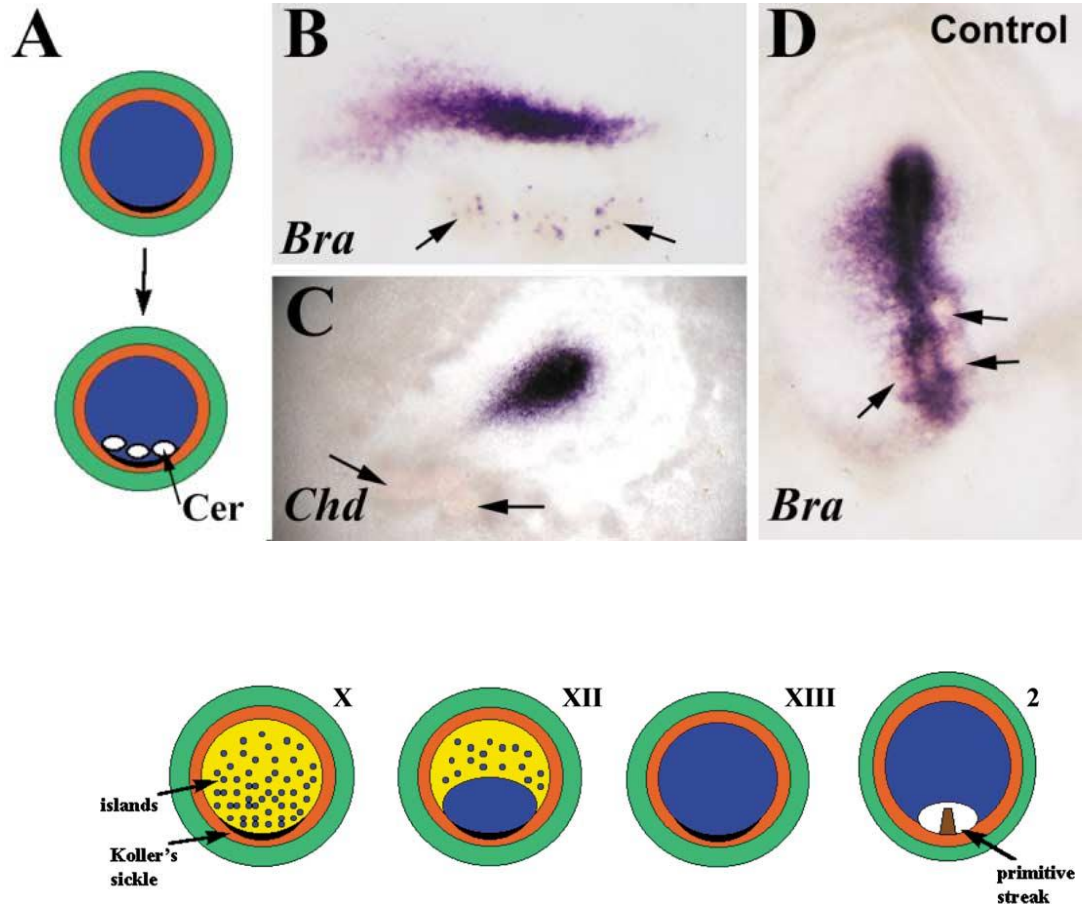 A
B
D
Control
Bra
C
Cer
Chd
Bra
X
XII
XIII
2
islands
Koller's
sickle
primitive
streak